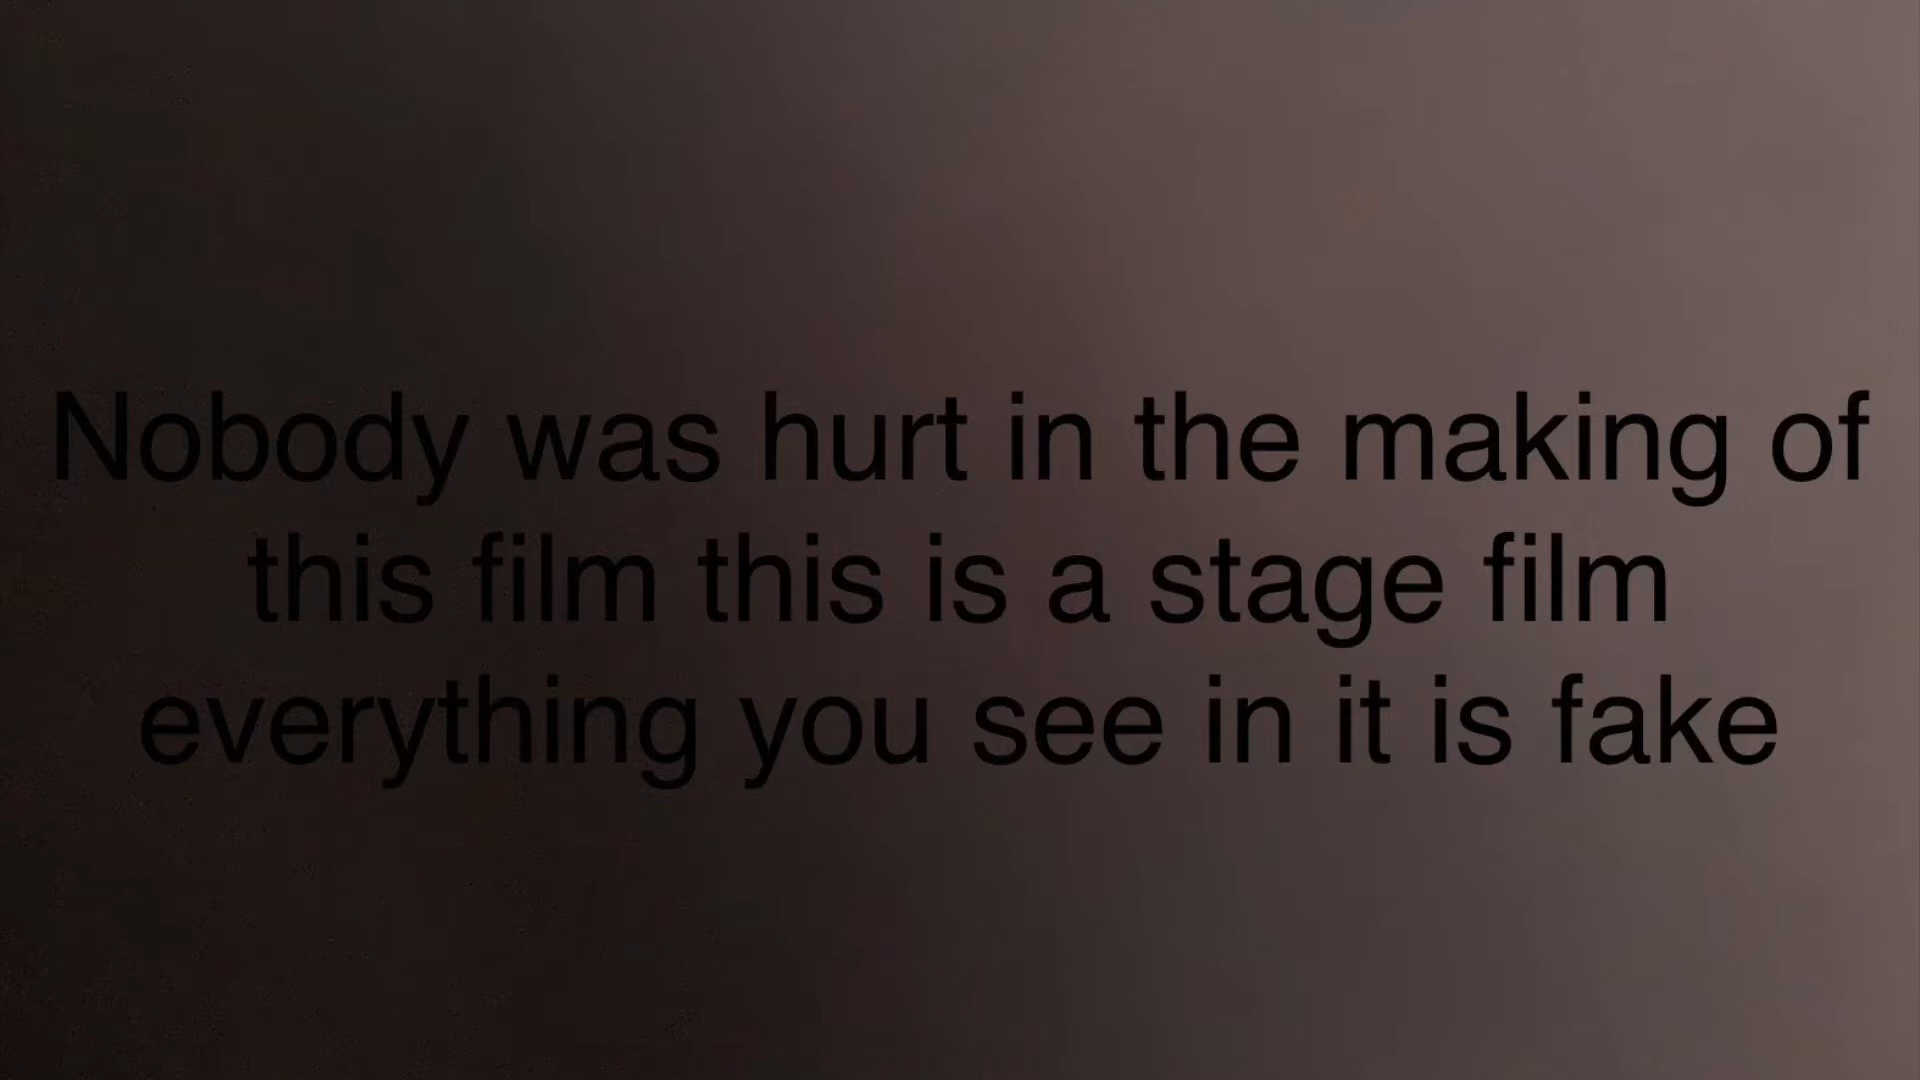 Nobody was hurt in the making of
this film this is a stage film
everything you see in it is fake